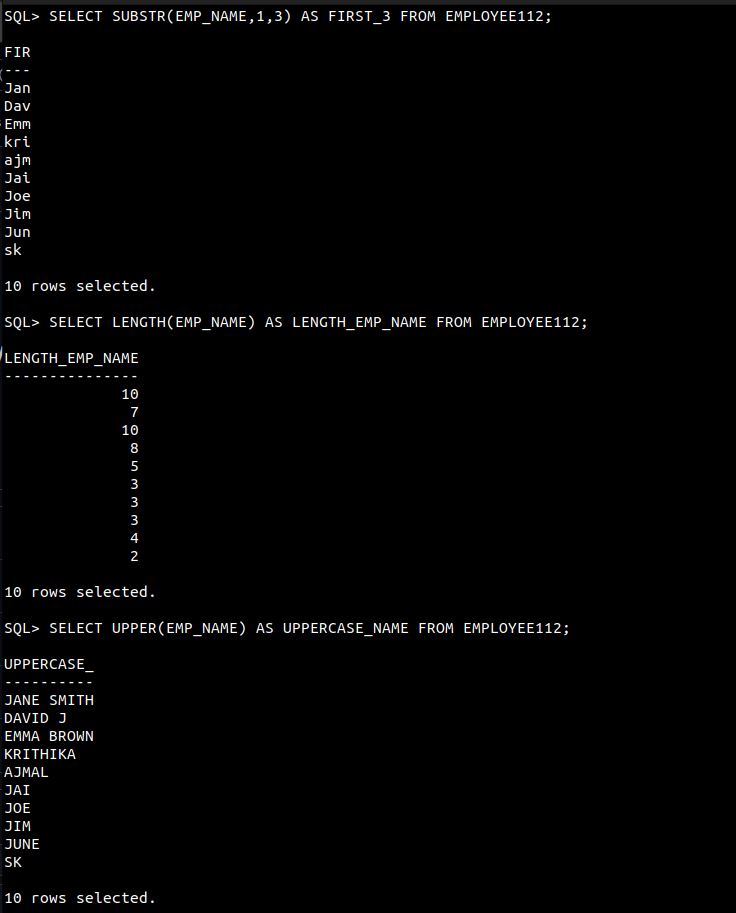 SQL> SELECT SUBSTR(EMP_NAME,1,3) AS FIRST_3 FROM EMPLOYEE112;
FIR
---
Jan
Dav
Emm
kri
ajm
Jai
Joe
Jim
Jun
sk
10 rows selected.
SQL> SELECT LENGTH(EMP_NAME) AS LENGTH_EMP_NAME FROM EMPLOYEE112;
LENGTH_EMP_NAME
---------------
10
7
10
8
5
3
3
3
4
2
10 rows selected.
SQL> SELECT UPPER(EMP_NAME) AS UPPERCASE_NAME FROM EMPLOYEE112;
UPPERCASE_
----------
JANE SMITH
DAVID J
EMMA BROWN
KRITHIKA
AJMAL
JAI
JOE
JIM
JUNE
SK
10 rows selected.